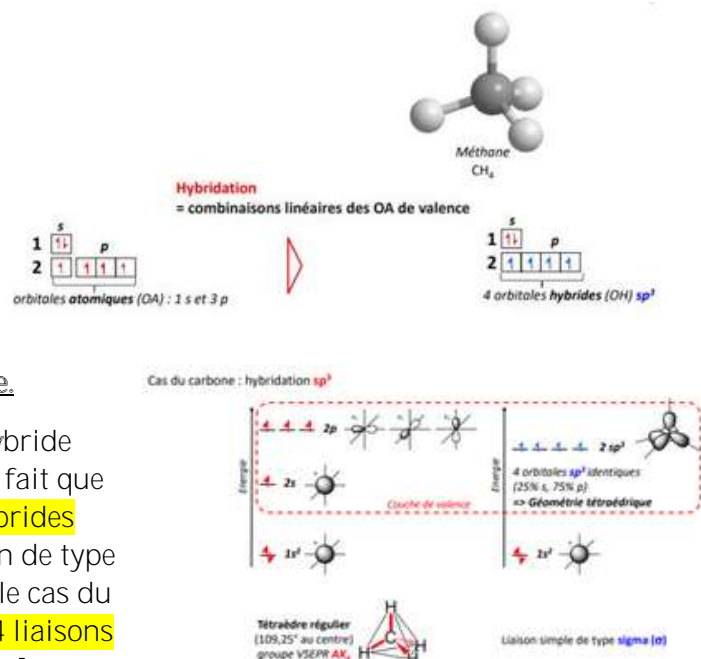 Méthane
CH₄
Hybridation
= combinaisons linéaires des OA de valence
s
1
p
2
orbitales atomiques (OA) : 1 s et 3 p
s
1
p
2
4 orbitales hybrides (OH) sp³
e.
Cas du carbone : hybridation sp³
bride
fait que
brides
n de type
le cas du
4 liaisons
Energie
2p
2s
Couche de valence
1s²
Energie
2 sp³
4 orbitales sp³ identiques
(25% s, 75% p)
=> Géométrie tétraédrique
1s²
Tétraèdre régulier
(109,25° au centre)
groupe VSEPR AX₄
H
C
H
H
H
Liaison simple de type sigma (σ)